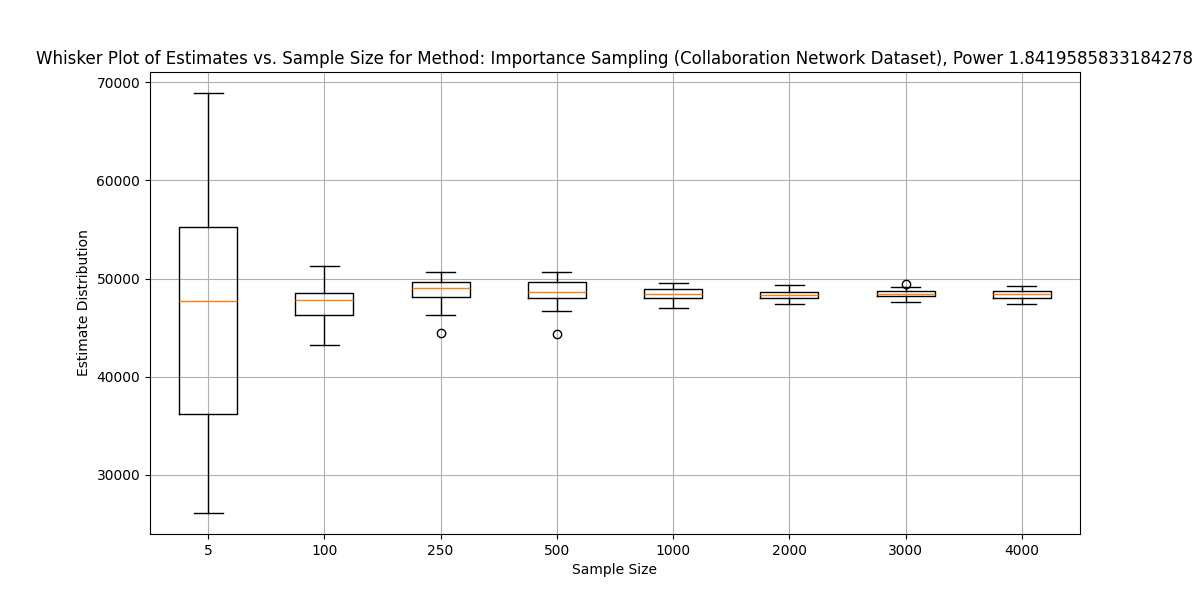 Whisker Plot of Estimates vs. Sample Size for Method: Importance Sampling (Collaboration Network Dataset), Power 1.8419585833184278
70000
60000
50000
40000
30000
Estimate Distribution
5 100 250 500 1000 2000 3000 4000
Sample Size